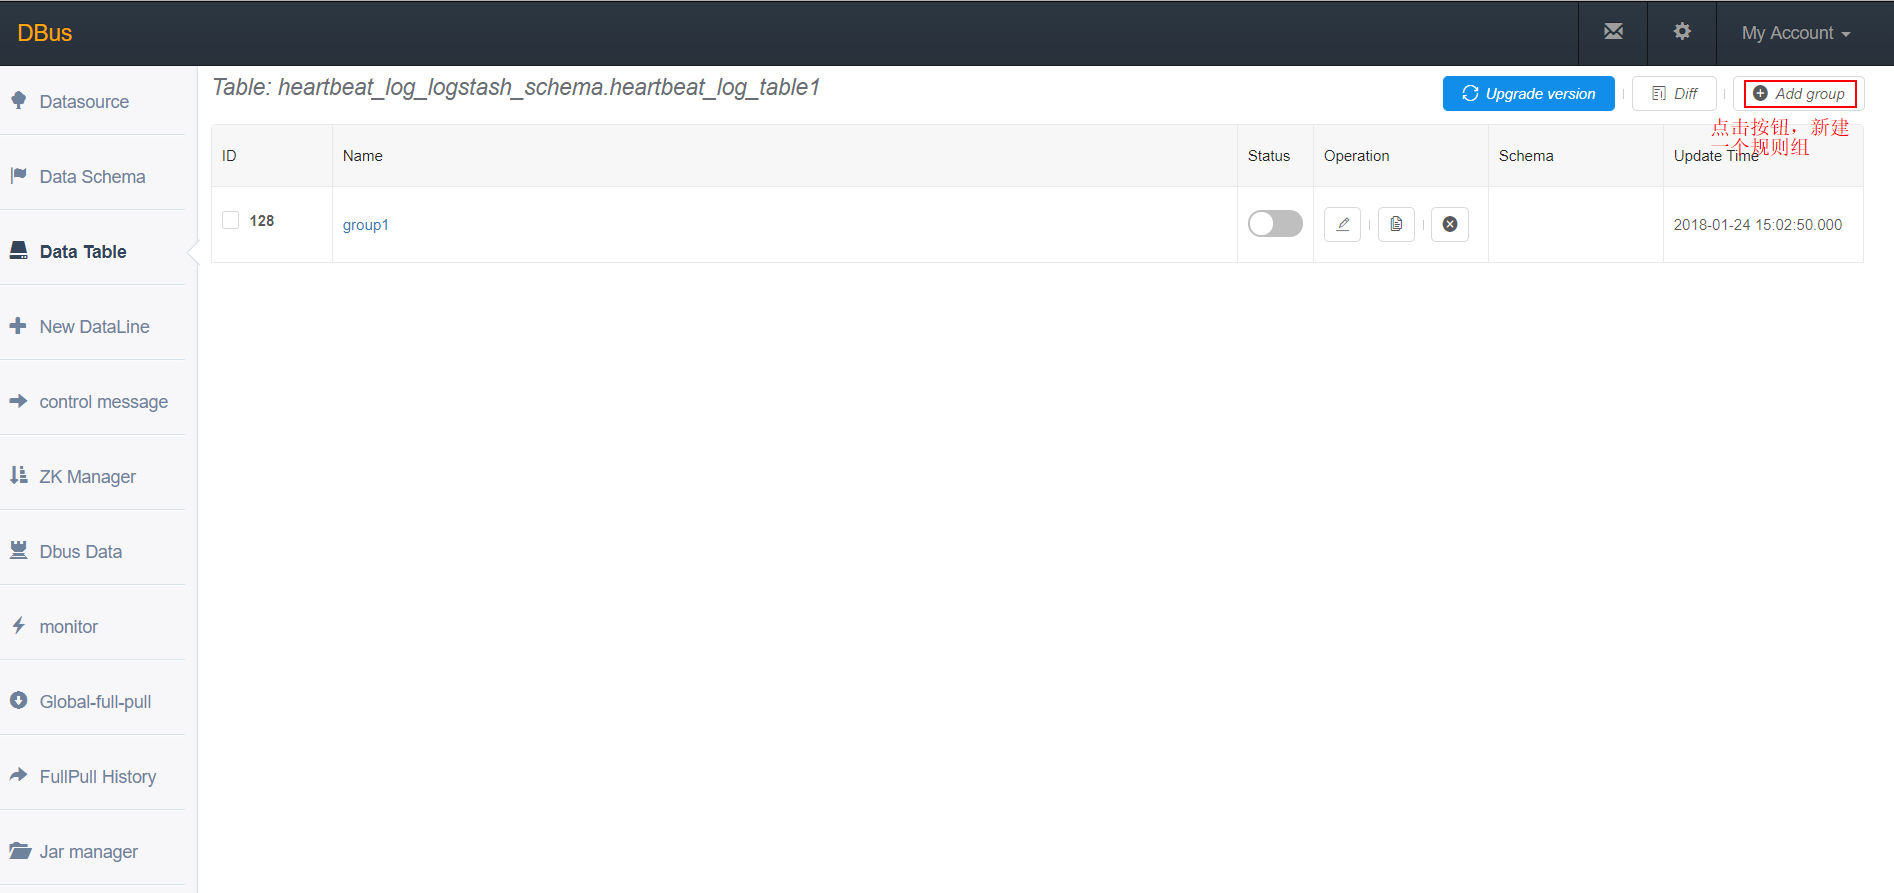 DBus
My Account
Datasource
Data Schema
Data Table
New DataLine
control message
ZK Manager
Dbus Data
monitor
Global-full-pull
FullPull History
Jar manager
Table: heartbeat_log_logstash_schema.heartbeat_log_table1
Upgrade version
Diff
Add group
点击按钮，新建
一个规则组
ID
Name
Status
Operation
Schema
Update Time
128
group1
2018-01-24 15:02:50.000